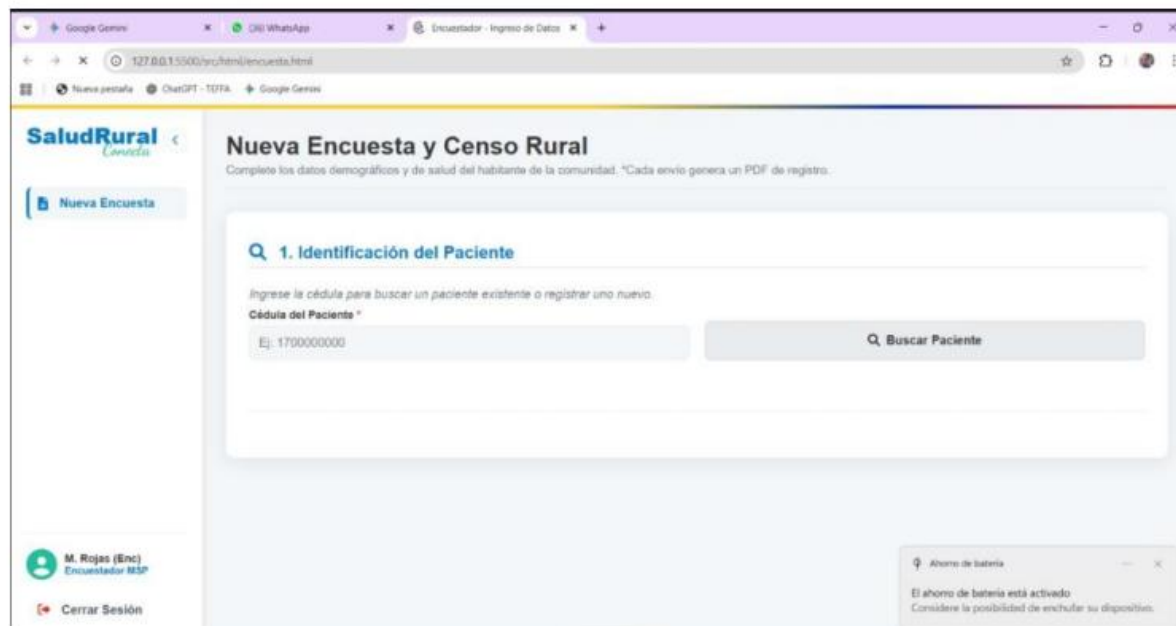 Google Gemini
(36) WhatsApp
Encuestador - Ingreso de Datos
127.0.0.1:5500/src/html/encuesta.html
Nueva pestaña
ChatGPT - TEFFA
Google Gemini
SaludRural
Conecta
Nueva Encuesta
Nueva Encuesta y Censo Rural
Complete los datos demográficos y de salud del habitante de la comunidad. *Cada envío genera un PDF de registro.
1. Identificación del Paciente
Ingrese la cédula para buscar un paciente existente o registrar uno nuevo.
Cédula del Paciente *
Ej: 1700000000
Buscar Paciente
M. Rojas (Enc)
Encuestador MSP
Cerrar Sesión
Ahorro de batería
El ahorro de batería está activado
Considere la posibilidad de enchufar su dispositivo.